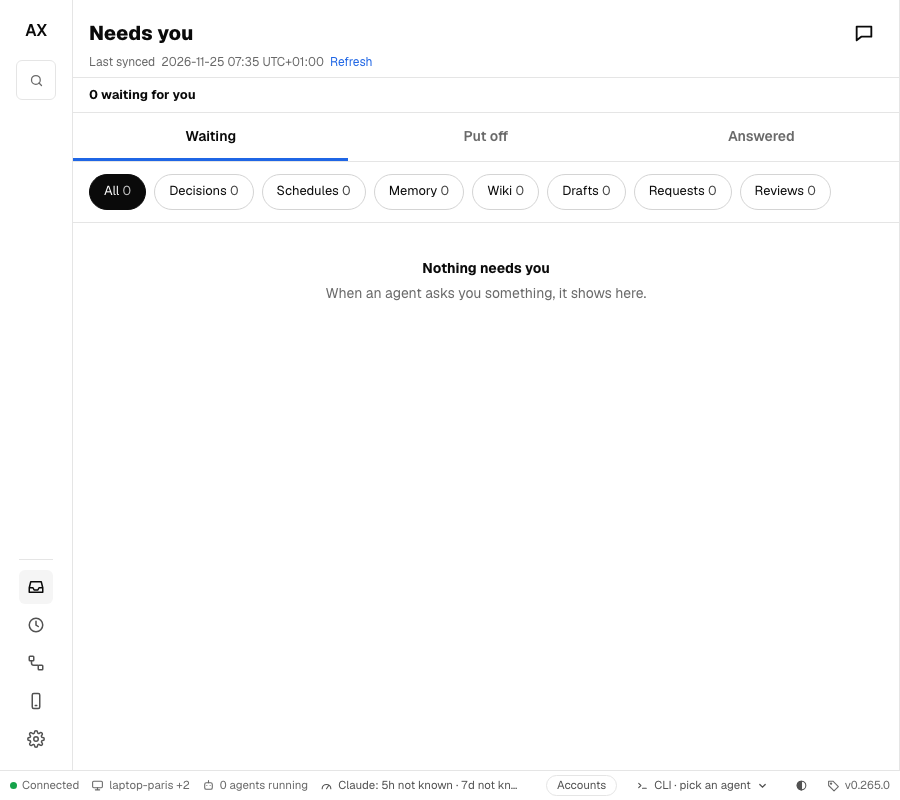 AX
Needs you
Last synced 2026-11-25 07:35 UTC+01:00 Refresh
0 waiting for you
Waiting Put off Answered
All 0 Decisions 0 Schedules 0 Memory 0 Wiki 0 Drafts 0 Requests 0 Reviews 0
Nothing needs you
When an agent asks you something, it shows here.
Connected laptop-paris +2 0 agents running Claude: 5h not known · 7d not kn... Accounts CLI · pick an agent v0.265.0